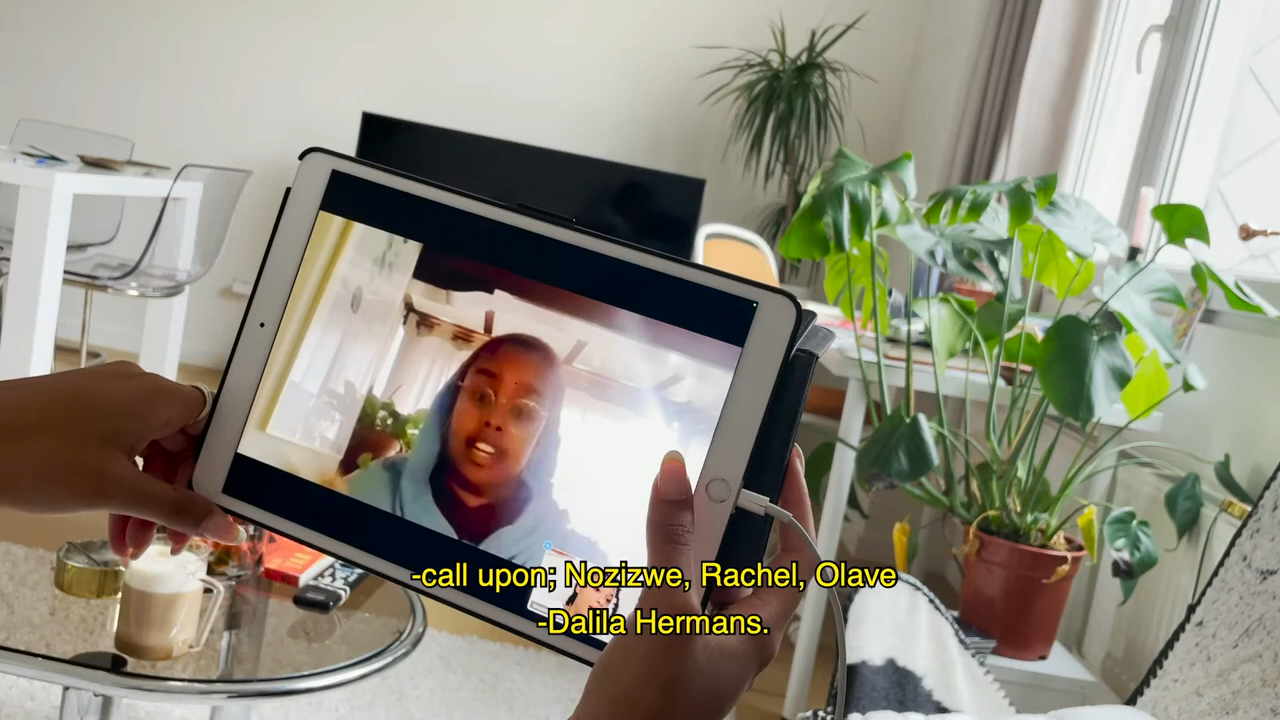 -call upon; Nozizwe, Rachel, Olave
-Dalila Hermans.